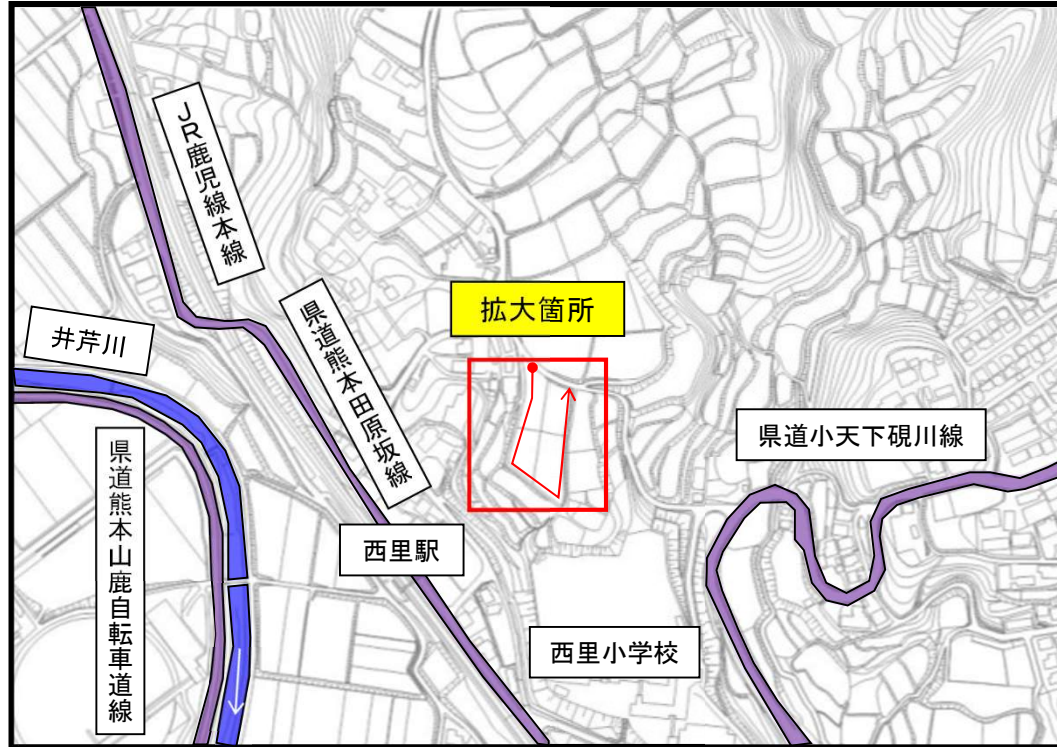 JR鹿児線本線
県道熊本田原坂線
拡大箇所
井芹川
県道小天下硯川線
県道熊本山鹿自転車道線
西里駅
西里小学校